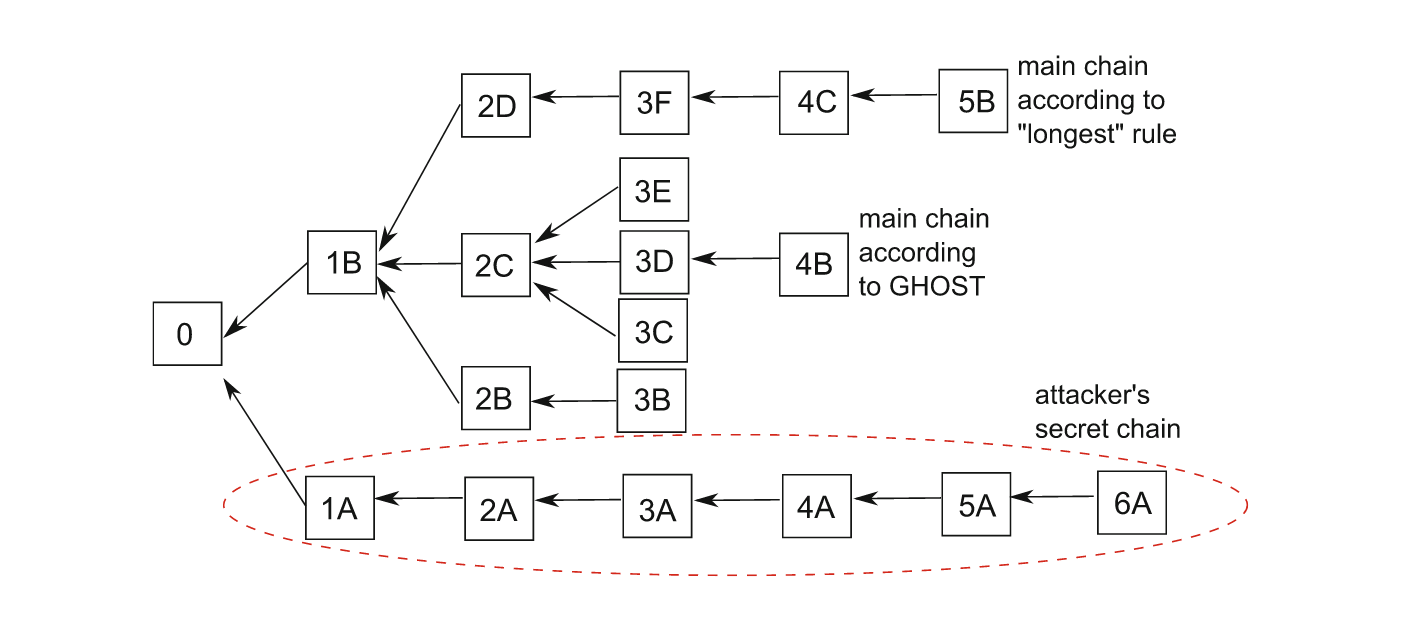 main chain
according to
"longest" rule
2D
3F
4C
5B
3E
main chain
according
to GHOST
1B
2C
3D
4B
0
3C
2B
3B
attacker's
secret chain
1A
2A
3A
4A
5A
6A